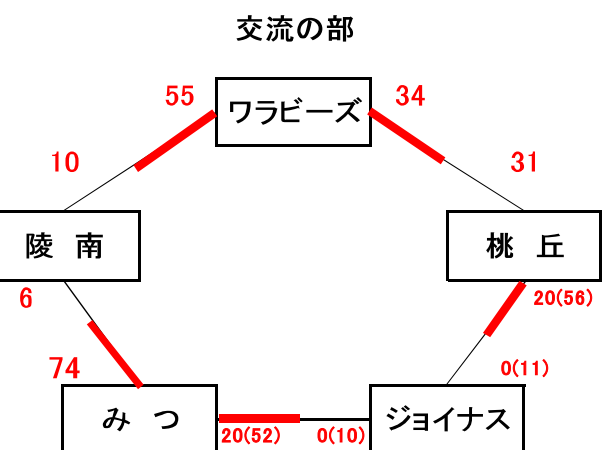 交流の部
55
ワラビーズ
34
10
31
陵 南
桃 丘
6
20(56)
74
0(11)
み つ
ジョイナス
20(52)
0(10)